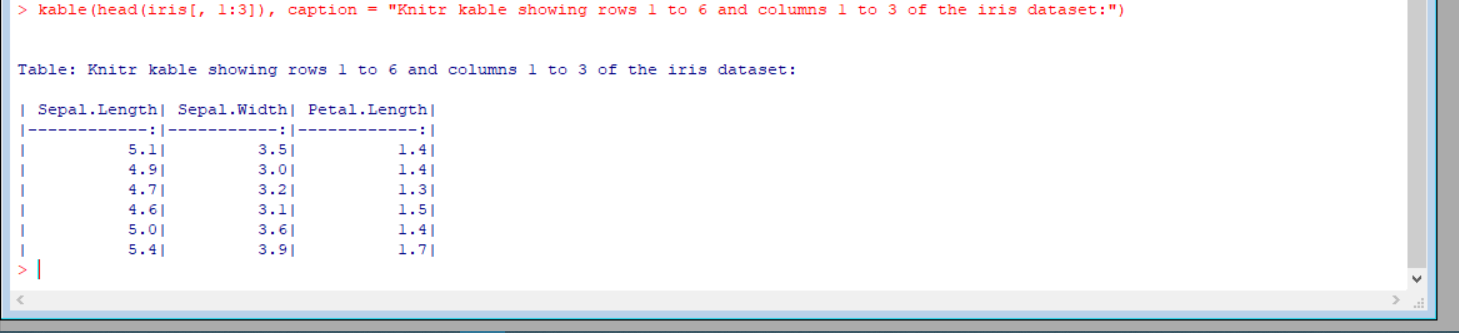 > kable(head(iris[, 1:3]), caption = "Knitr kable showing rows 1 to 6 and columns 1 to 3 of the iris dataset:")
Table: Knitr kable showing rows 1 to 6 and columns 1 to 3 of the iris dataset:
| Sepal.Length| Sepal.Width| Petal.Length|
|------------:|-----------:|------------:|
|          5.1|         3.5|          1.4|
|          4.9|         3.0|          1.4|
|          4.7|         3.2|          1.3|
|          4.6|         3.1|          1.5|
|          5.0|         3.6|          1.4|
|          5.4|         3.9|          1.7|
>